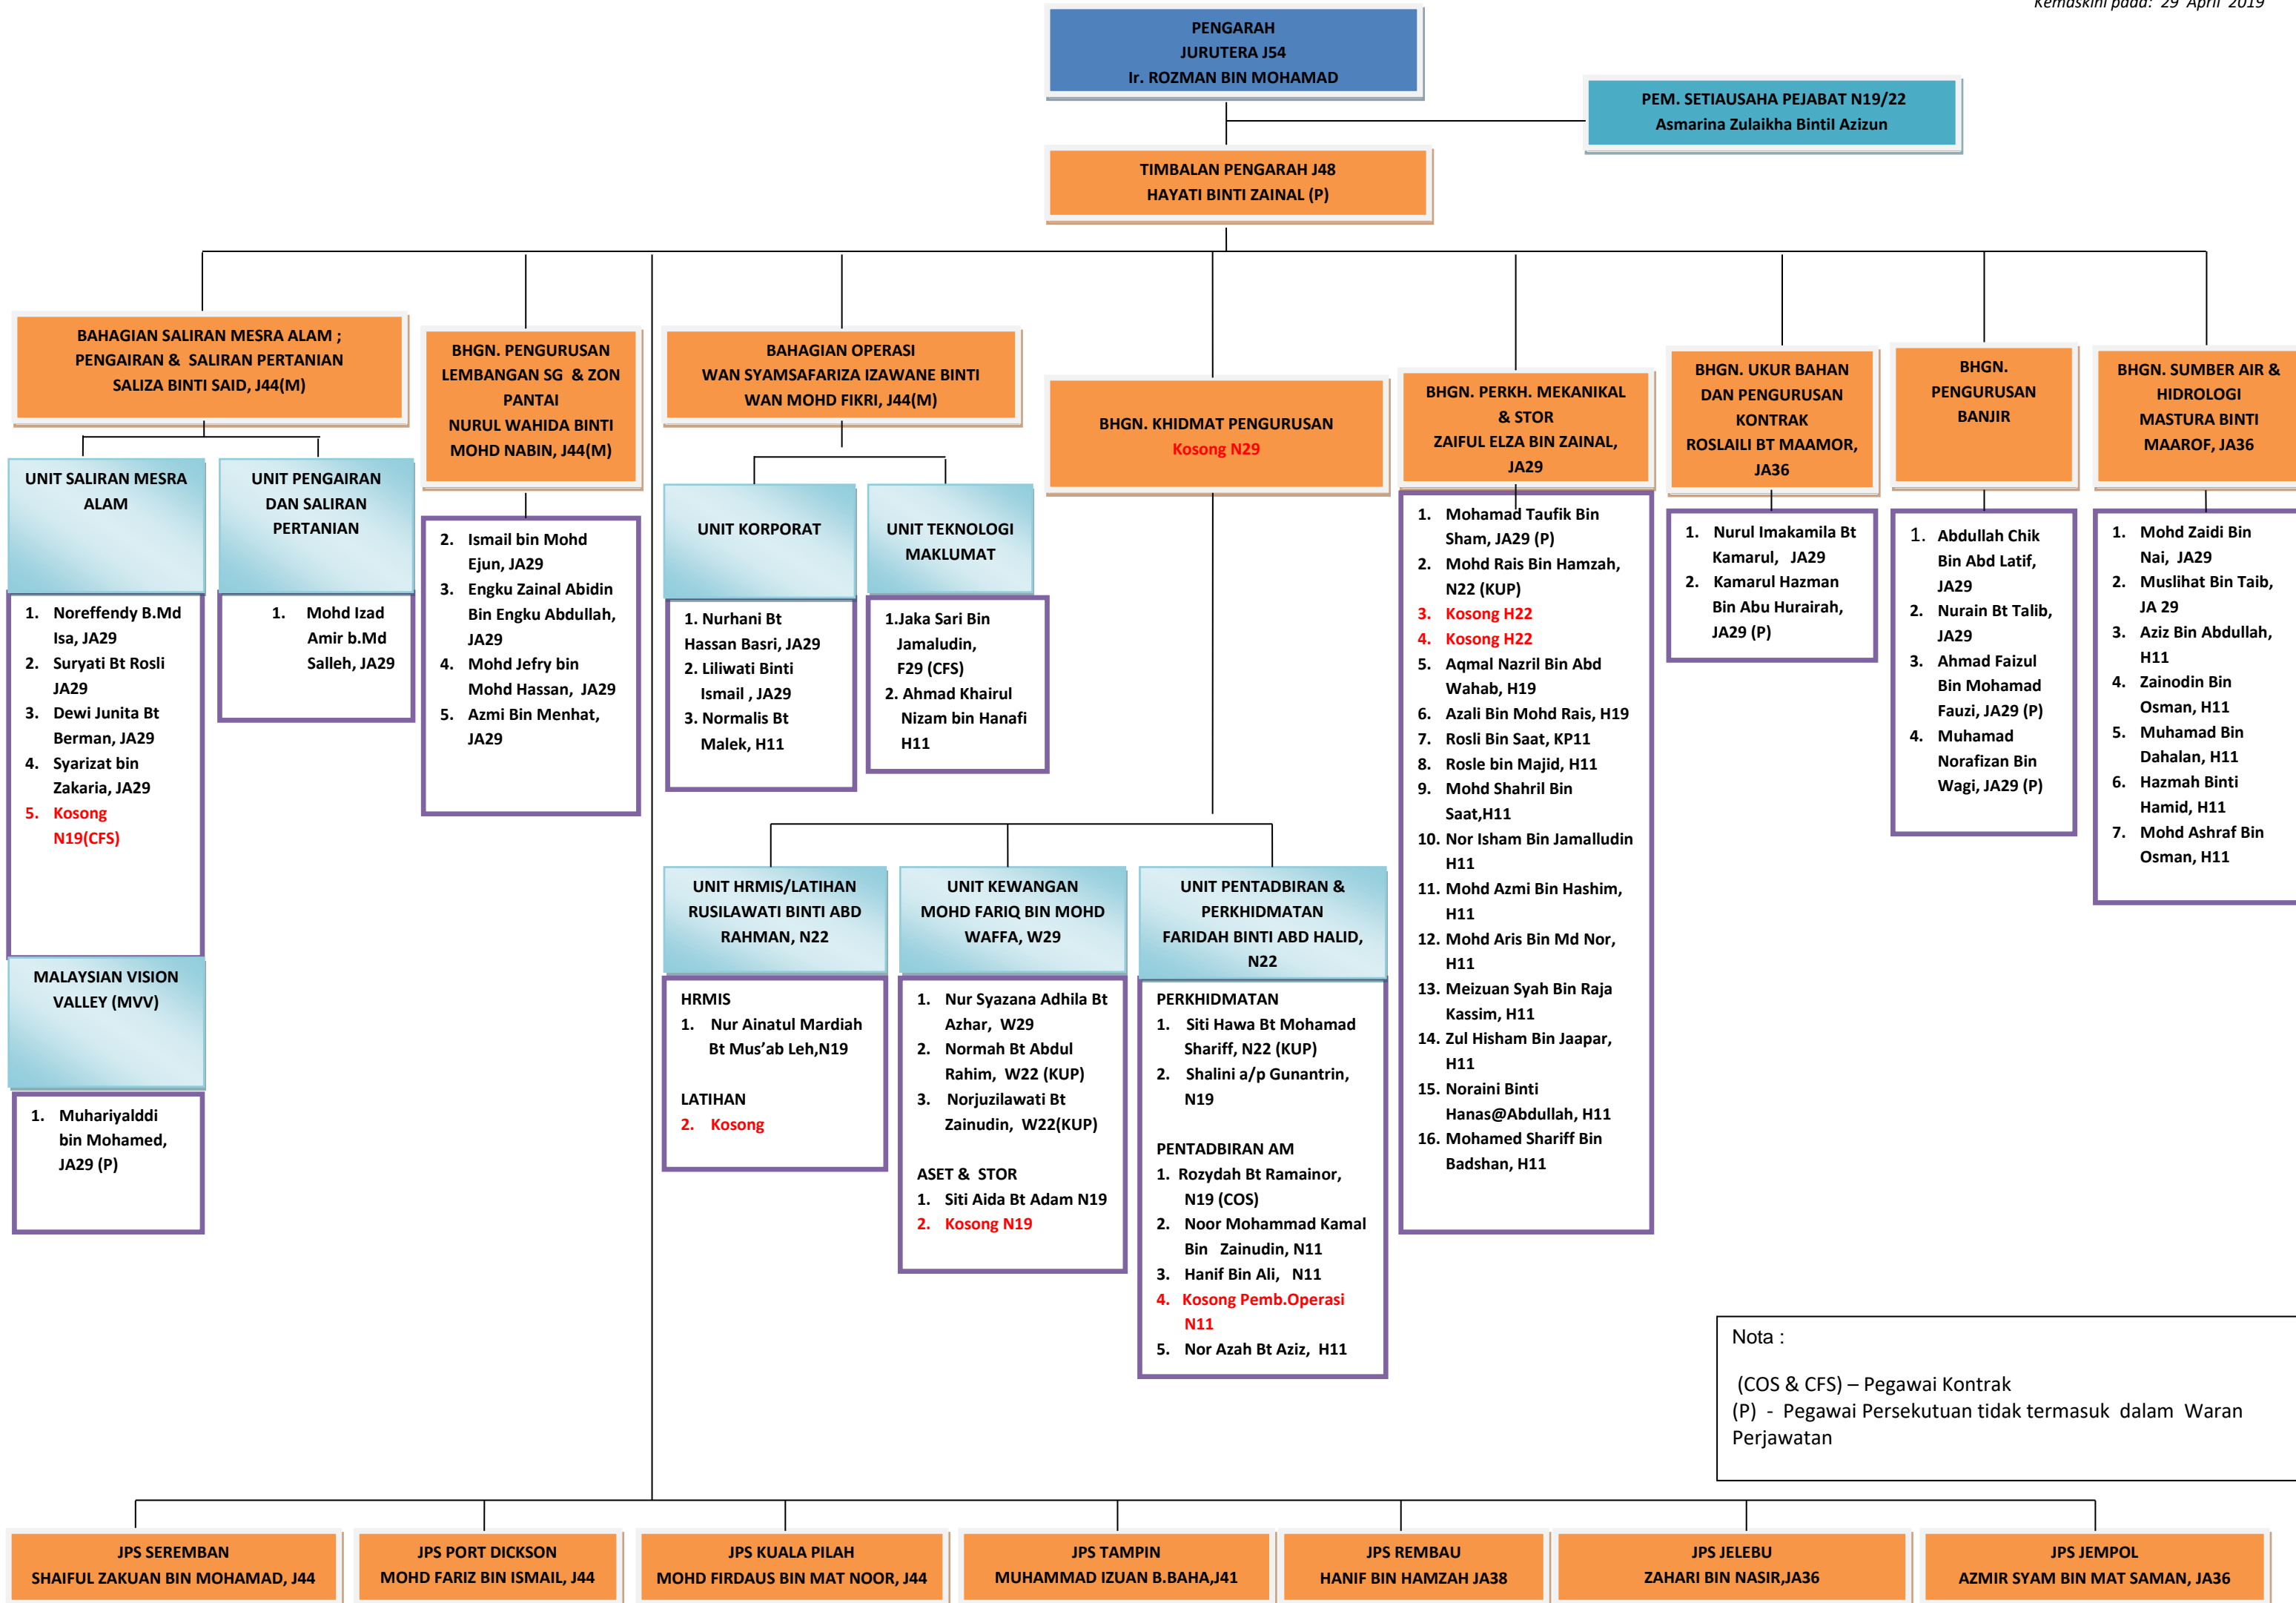 Kemaskini pada: 29 April 2019
PENGARAH
JURUTERA J54
Ir. ROZMAN BIN MOHAMAD
PEM. SETIAUSAHA PEJABAT N19/22
Asmarina Zulaikha Bintil Azizun
TIMBALAN PENGARAH J48
HAYATI BINTI ZAINAL (P)
BAHAGIAN SALIRAN MESRA ALAM ;
PENGAIRAN & SALIRAN PERTANIAN
SALIZA BINTI SAID, J44(M)
BHGN. PENGURUSAN
LEMBANGAN SG & ZON
PANTAI
NURUL WAHIDA BINTI
MOHD NABIN, J44(M)
BAHAGIAN OPERASI
WAN SYAMSAFARIZA IZAWANE BINTI
WAN MOHD FIKRI, J44(M)
BHGN. KHIDMAT PENGURUSAN
Kosong N29
BHGN. PERKH. MEKANIKAL
& STOR
ZAIFUL ELZA BIN ZAINAL,
JA29
BHGN. UKUR BAHAN
DAN PENGURUSAN
KONTRAK
ROSLAILI BT MAAMOR,
JA36
BHGN.
PENGURUSAN
BANJIR
BHGN. SUMBER AIR &
HIDROLOGI
MASTURA BINTI
MAAROF, JA36
UNIT SALIRAN MESRA
ALAM
1. Noreffendy B.Md
Isa, JA29
2. Suryati Bt Rosli
JA29
3. Dewi Junita Bt
Berman, JA29
4. Syarizat bin
Zakaria, JA29
5. Kosong
N19(CFS)
MALAYSIAN VISION
VALLEY (MVV)
1. Muhariyalddi
bin Mohamed,
JA29 (P)
UNIT PENGAIRAN
DAN SALIRAN
PERTANIAN
1. Mohd Izad
Amir b.Md
Salleh, JA29
2. Ismail bin Mohd
Ejun, JA29
3. Engku Zainal Abidin
Bin Engku Abdullah,
JA29
4. Mohd Jefry bin
Mohd Hassan, JA29
5. Azmi Bin Menhat,
JA29
UNIT KORPORAT
1. Nurhani Bt
Hassan Basri, JA29
2. Liliwati Binti
Ismail , JA29
3. Normalis Bt
Malek, H11
UNIT TEKNOLOGI
MAKLUMAT
1.Jaka Sari Bin
Jamaludin,
F29 (CFS)
2. Ahmad Khairul
Nizam bin Hanafi
H11
UNIT HRMIS/LATIHAN
RUSILAWATI BINTI ABD
RAHMAN, N22
HRMIS
1. Nur Ainatul Mardiah
Bt Mus’ab Leh,N19
LATIHAN
2. Kosong
UNIT KEWANGAN
MOHD FARIQ BIN MOHD
WAFFA, W29
1. Nur Syazana Adhila Bt
Azhar, W29
2. Normah Bt Abdul
Rahim, W22 (KUP)
3. Norjuzilawati Bt
Zainudin, W22(KUP)
ASET & STOR
1. Siti Aida Bt Adam N19
2. Kosong N19
UNIT PENTADBIRAN &
PERKHIDMATAN
FARIDAH BINTI ABD HALID,
N22
PERKHIDMATAN
1. Siti Hawa Bt Mohamad
Shariff, N22 (KUP)
2. Shalini a/p Gunantrin,
N19
PENTADBIRAN AM
1. Rozydah Bt Ramainor,
N19 (COS)
2. Noor Mohammad Kamal
Bin Zainudin, N11
3. Hanif Bin Ali, N11
4. Kosong Pemb.Operasi
N11
5. Nor Azah Bt Aziz, H11
1. Mohamad Taufik Bin
Sham, JA29 (P)
2. Mohd Rais Bin Hamzah,
N22 (KUP)
3. Kosong H22
4. Kosong H22
5. Aqmal Nazril Bin Abd
Wahab, H19
6. Azali Bin Mohd Rais, H19
7. Rosli Bin Saat, KP11
8. Rosle bin Majid, H11
9. Mohd Shahril Bin
Saat,H11
10. Nor Isham Bin Jamalludin
H11
11. Mohd Azmi Bin Hashim,
H11
12. Mohd Aris Bin Md Nor,
H11
13. Meizuan Syah Bin Raja
Kassim, H11
14. Zul Hisham Bin Jaapar,
H11
15. Noraini Binti
Hanas@Abdullah, H11
16. Mohamed Shariff Bin
Badshan, H11
1. Nurul Imakamila Bt
Kamarul, JA29
2. Kamarul Hazman
Bin Abu Hurairah,
JA29 (P)
1. Abdullah Chik
Bin Abd Latif,
JA29
2. Nurain Bt Talib,
JA29
3. Ahmad Faizul
Bin Mohamad
Fauzi, JA29 (P)
4. Muhamad
Norafizan Bin
Wagi, JA29 (P)
1. Mohd Zaidi Bin
Nai, JA29
2. Muslihat Bin Taib,
JA 29
3. Aziz Bin Abdullah,
H11
4. Zainodin Bin
Osman, H11
5. Muhamad Bin
Dahalan, H11
6. Hazmah Binti
Hamid, H11
7. Mohd Ashraf Bin
Osman, H11
Nota :
(COS & CFS) – Pegawai Kontrak
(P) - Pegawai Persekutuan tidak termasuk dalam Waran
Perjawatan
JPS SEREMBAN
SHAIFUL ZAKUAN BIN MOHAMAD, J44
JPS PORT DICKSON
MOHD FARIZ BIN ISMAIL, J44
JPS KUALA PILAH
MOHD FIRDAUS BIN MAT NOOR, J44
JPS TAMPIN
MUHAMMAD IZUAN B.BAHA,J41
JPS REMBAU
HANIF BIN HAMZAH JA38
JPS JELEBU
ZAHARI BIN NASIR,JA36
JPS JEMPOL
AZMIR SYAM BIN MAT SAMAN, JA36